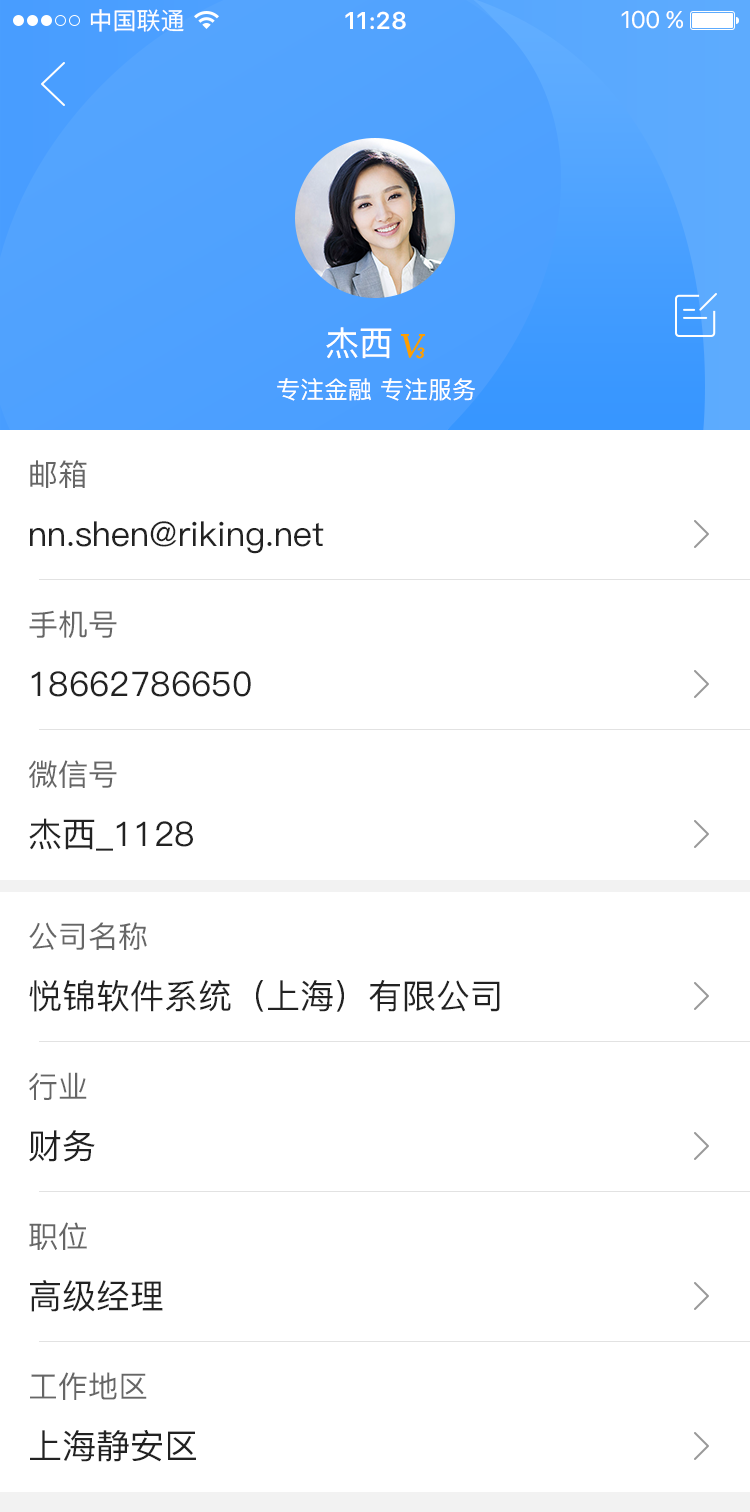 中国联通 11:28 100 %
杰西 V3
专注金融 专注服务
邮箱
nn.shen@riking.net
手机号
18662786650
微信号
杰西_1128
公司名称
悦锦软件系统（上海）有限公司
行业
财务
职位
高级经理
工作地区
上海静安区